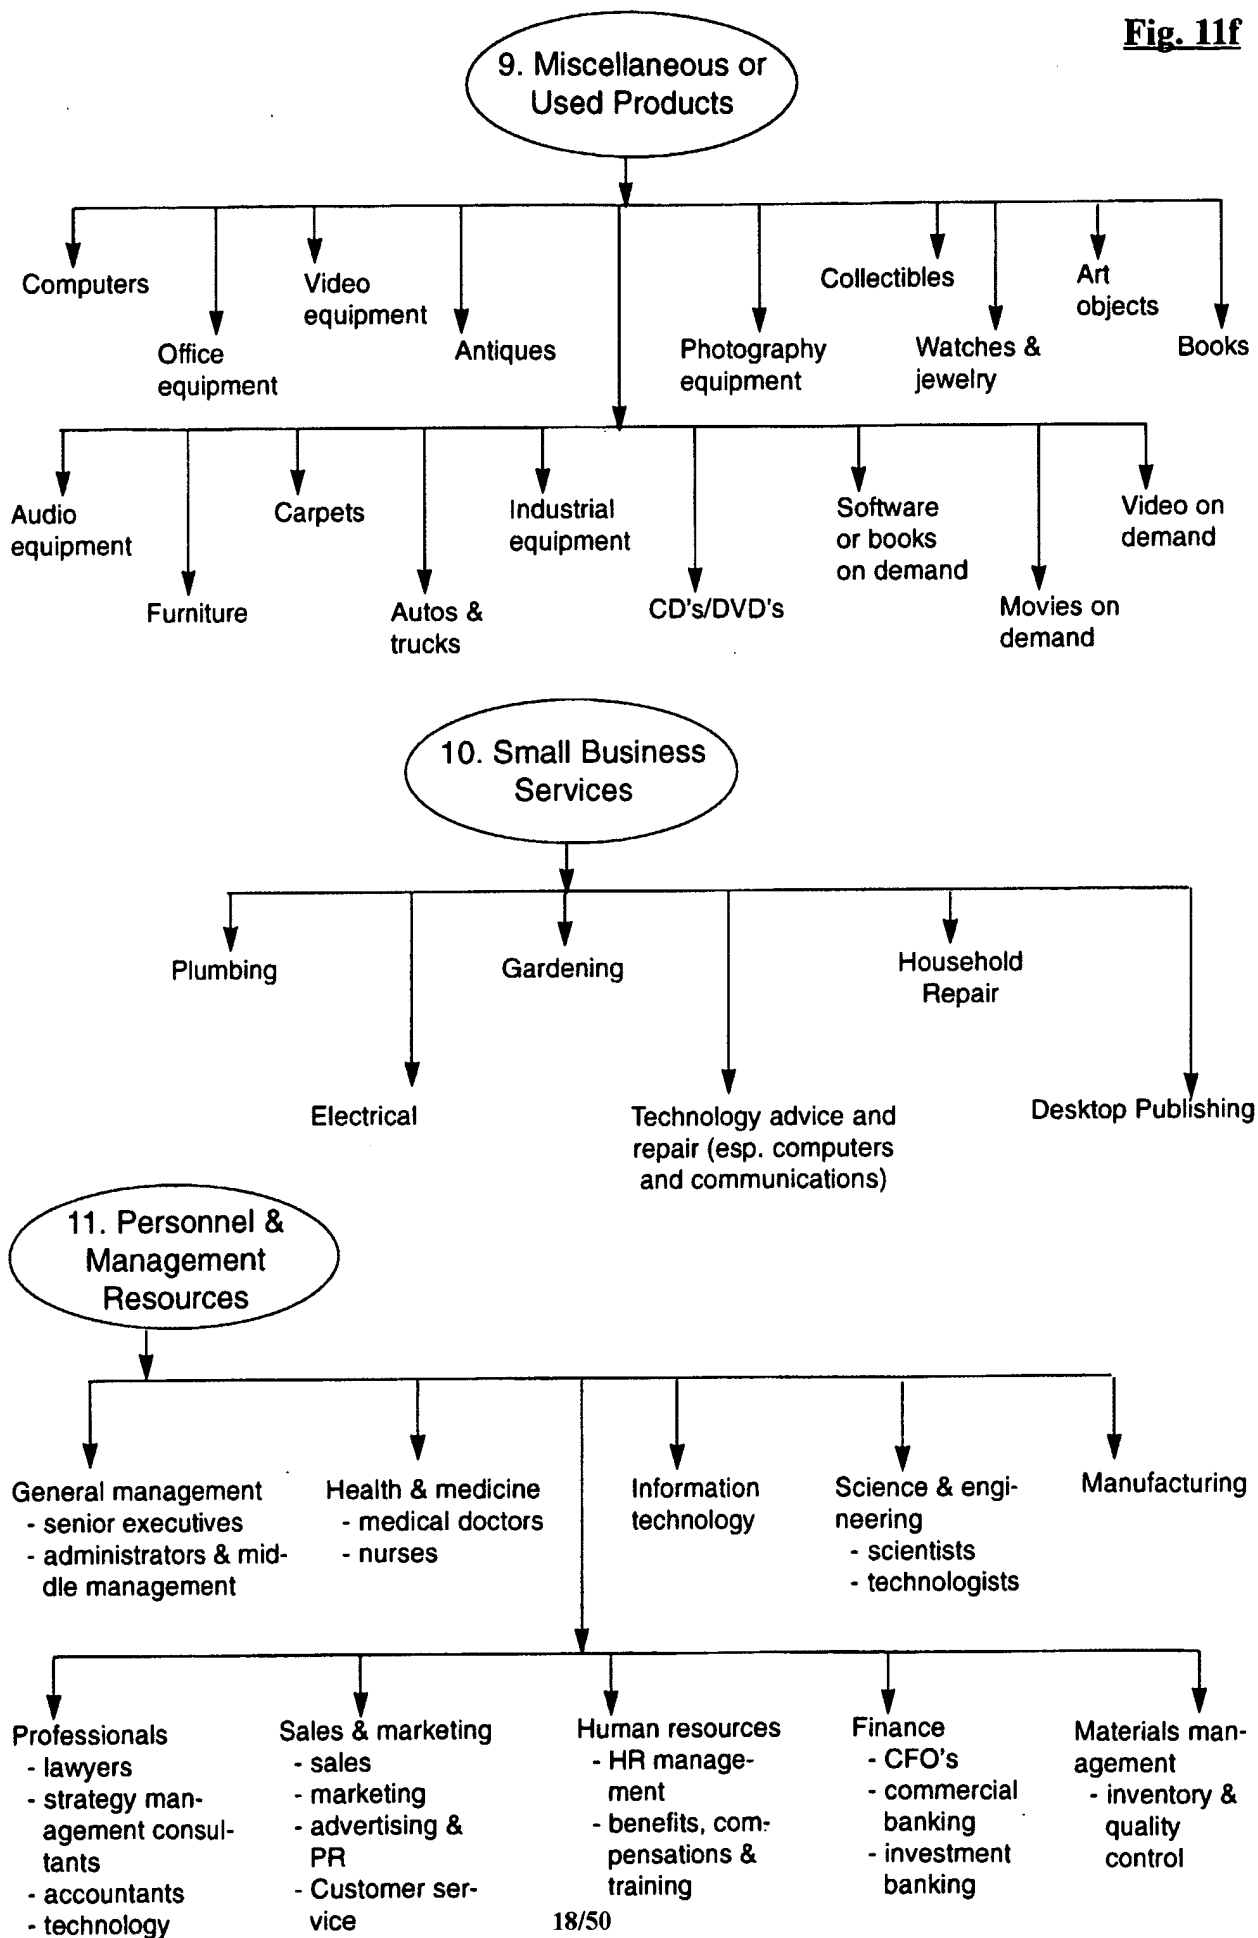 Fig. 11f
9. Miscellaneous or
Used Products
Computers
Office
equipment
Video
equipment
Antiques
Photography
equipment
Collectibles
Watches &
jewelry
Art
objects
Books
Audio
equipment
Furniture
Carpets
Autos &
trucks
Industrial
equipment
CD's/DVD's
Software
or books
on demand
Movies on
demand
Video on
demand
10. Small Business
Services
Plumbing
Electrical
Gardening
Technology advice and
repair (esp. computers
and communications)
Household
Repair
Desktop Publishing
11. Personnel &
Management
Resources
General management
- senior executives
- administrators & mid-
dle management
Health & medicine
- medical doctors
- nurses
Information
technology
Science & engi-
neering
- scientists
- technologists
Manufacturing
Professionals
- lawyers
- strategy man-
agement consul-
tants
- accountants
- technology
Sales & marketing
- sales
- marketing
- advertising &
PR
- Customer ser-
vice
Human resources
- HR manage-
ment
- benefits, com-
pensations &
training
Finance
- CFO's
- commercial
banking
- investment
banking
Materials man-
agement
- inventory &
quality
control
18/50